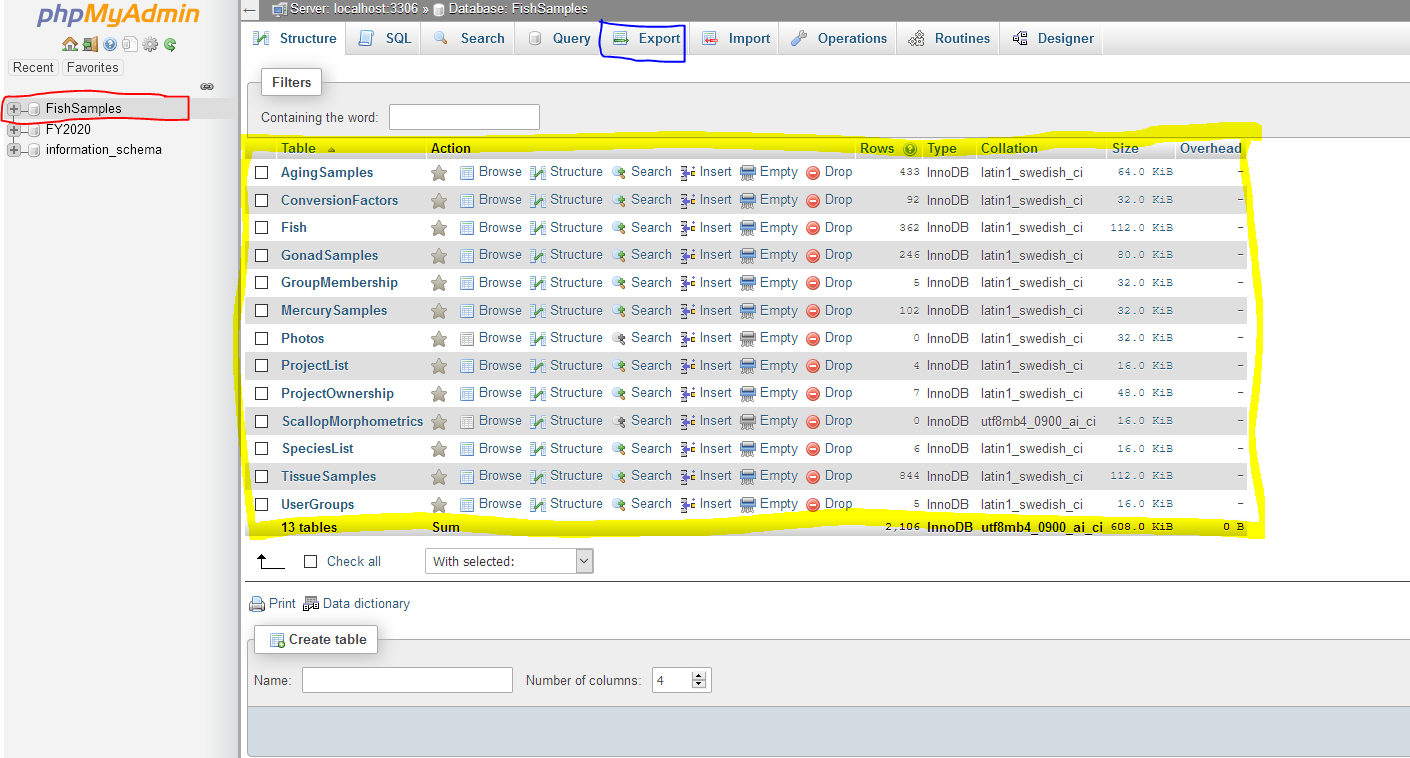 phpMyAdmin
Recent Favorites
FishSamples
FY2020
information_schema
← Server: localhost:3306 » Database: FishSamples
Structure SQL Search Query Export Import Operations Routines Designer
Filters
Containing the word:
Table Action Rows Type Collation Size Overhead
AgingSamples Browse Structure Search Insert Empty Drop 433 InnoDB latin1_swedish_ci 64.0 KiB -
ConversionFactors Browse Structure Search Insert Empty Drop 92 InnoDB latin1_swedish_ci 32.0 KiB -
Fish Browse Structure Search Insert Empty Drop 362 InnoDB latin1_swedish_ci 112.0 KiB -
GonadSamples Browse Structure Search Insert Empty Drop 246 InnoDB latin1_swedish_ci 80.0 KiB -
GroupMembership Browse Structure Search Insert Empty Drop 5 InnoDB latin1_swedish_ci 32.0 KiB -
MercurySamples Browse Structure Search Insert Empty Drop 102 InnoDB latin1_swedish_ci 32.0 KiB -
Photos Browse Structure Search Insert Empty Drop 0 InnoDB latin1_swedish_ci 32.0 KiB -
ProjectList Browse Structure Search Insert Empty Drop 4 InnoDB latin1_swedish_ci 16.0 KiB -
ProjectOwnership Browse Structure Search Insert Empty Drop 7 InnoDB latin1_swedish_ci 48.0 KiB -
ScallopMorphometrics Browse Structure Search Insert Empty Drop 0 InnoDB utf8mb4_0900_ai_ci 16.0 KiB -
SpeciesList Browse Structure Search Insert Empty Drop 6 InnoDB latin1_swedish_ci 16.0 KiB -
TissueSamples Browse Structure Search Insert Empty Drop 844 InnoDB latin1_swedish_ci 112.0 KiB -
UserGroups Browse Structure Search Insert Empty Drop 5 InnoDB latin1_swedish_ci 16.0 KiB -
13 tables Sum 2,106 InnoDB utf8mb4_0900_ai_ci 608.0 KiB 0 B
Check all With selected:
Print Data dictionary
Create table
Name: Number of columns: 4